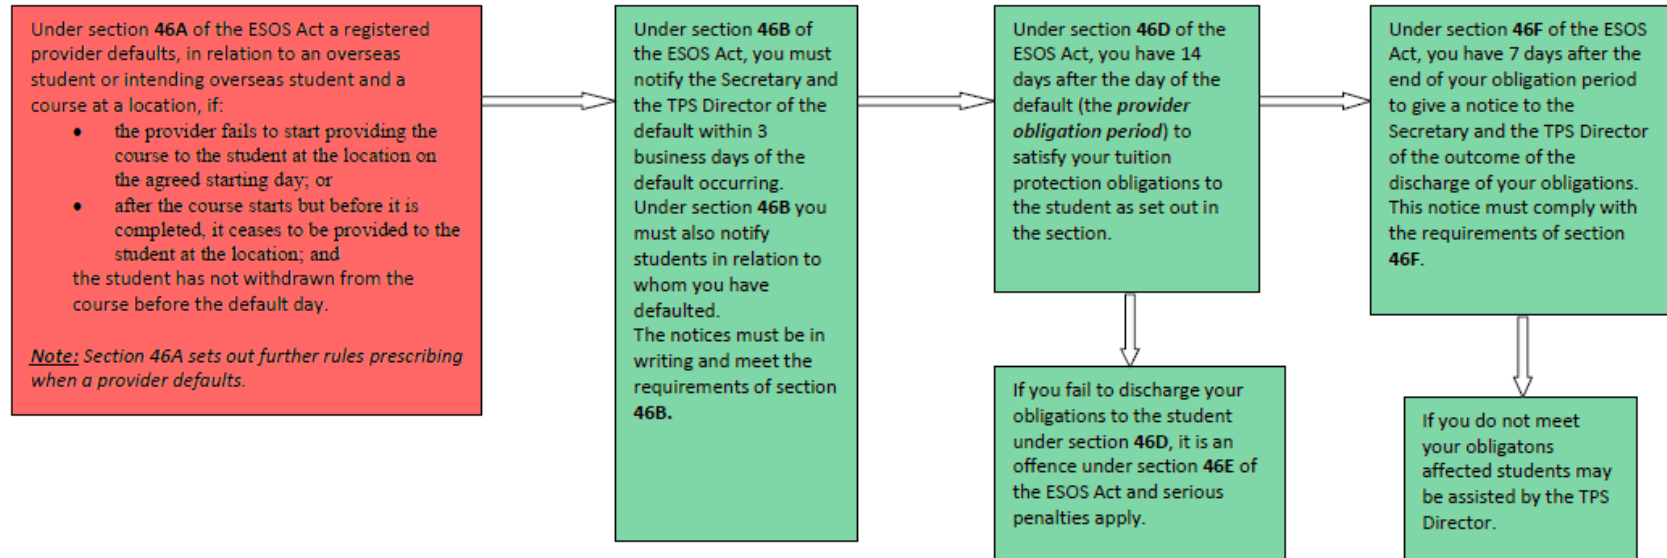 Under section 46A of the ESOS Act a registered
provider defaults, in relation to an overseas
student or intending overseas student and a
course at a location, if:
• the provider fails to start providing the
course to the student at the location on
the agreed starting day; or
• after the course starts but before it is
completed, it ceases to be provided to the
student at the location; and
the student has not withdrawn from the
course before the default day.
Note: Section 46A sets out further rules prescribing
when a provider defaults.
Under section 46B of
the ESOS Act, you must
notify the Secretary and
the TPS Director of the
default within 3
business days of the
default occurring.
Under section 46B you
must also notify
students in relation to
whom you have
defaulted.
The notices must be in
writing and meet the
requirements of section
46B.
Under section 46D of the
ESOS Act, you have 14
days after the day of the
default (the provider
obligation period) to
satisfy your tuition
protection obligations to
the student as set out in
the section.
If you fail to discharge your
obligations to the student
under section 46D, it is an
offence under section 46E of
the ESOS Act and serious
penalties apply.
Under section 46F of the ESOS
Act, you have 7 days after the
end of your obligation period
to give a notice to the
Secretary and the TPS Director
of the outcome of the
discharge of your obligations.
This notice must comply with
the requirements of section
46F.
If you do not meet
your obligatons
affected students may
be assisted by the TPS
Director.